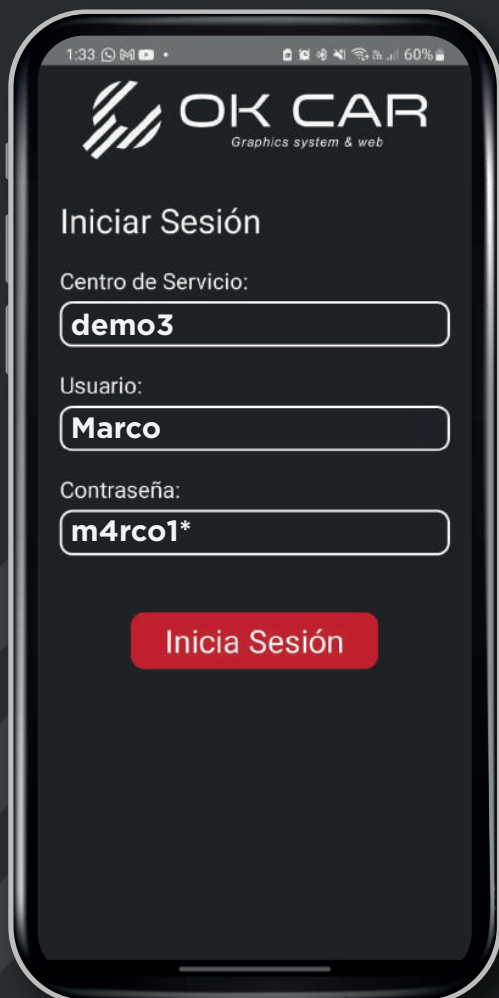 1:33
60%
OK CAR
Graphics system & web
Iniciar Sesión
Centro de Servicio:
demo3
Usuario:
Marco
Contraseña:
m4rco1*
Inicia Sesión